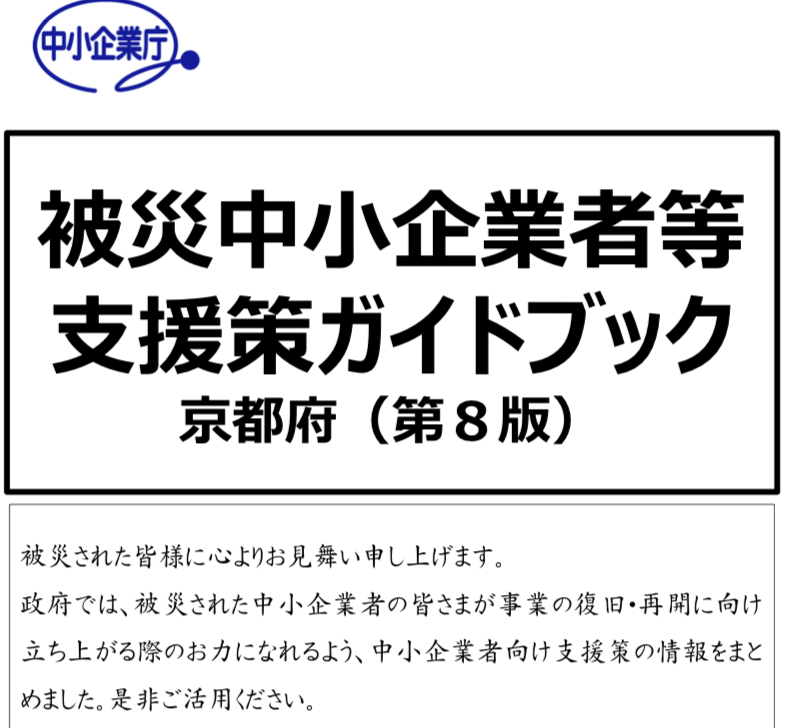 中小企業庁
被災中小企業者等
支援策ガイドブック
京都府（第８版）
被災された皆様に心よりお見舞い申し上げます。
政府では、被災された中小企業者の皆さまが事業の復旧・再開に向け
立ち上がる際のお力になれるよう、中小企業者向け支援策の情報をまと
めました。是非ご活用ください。